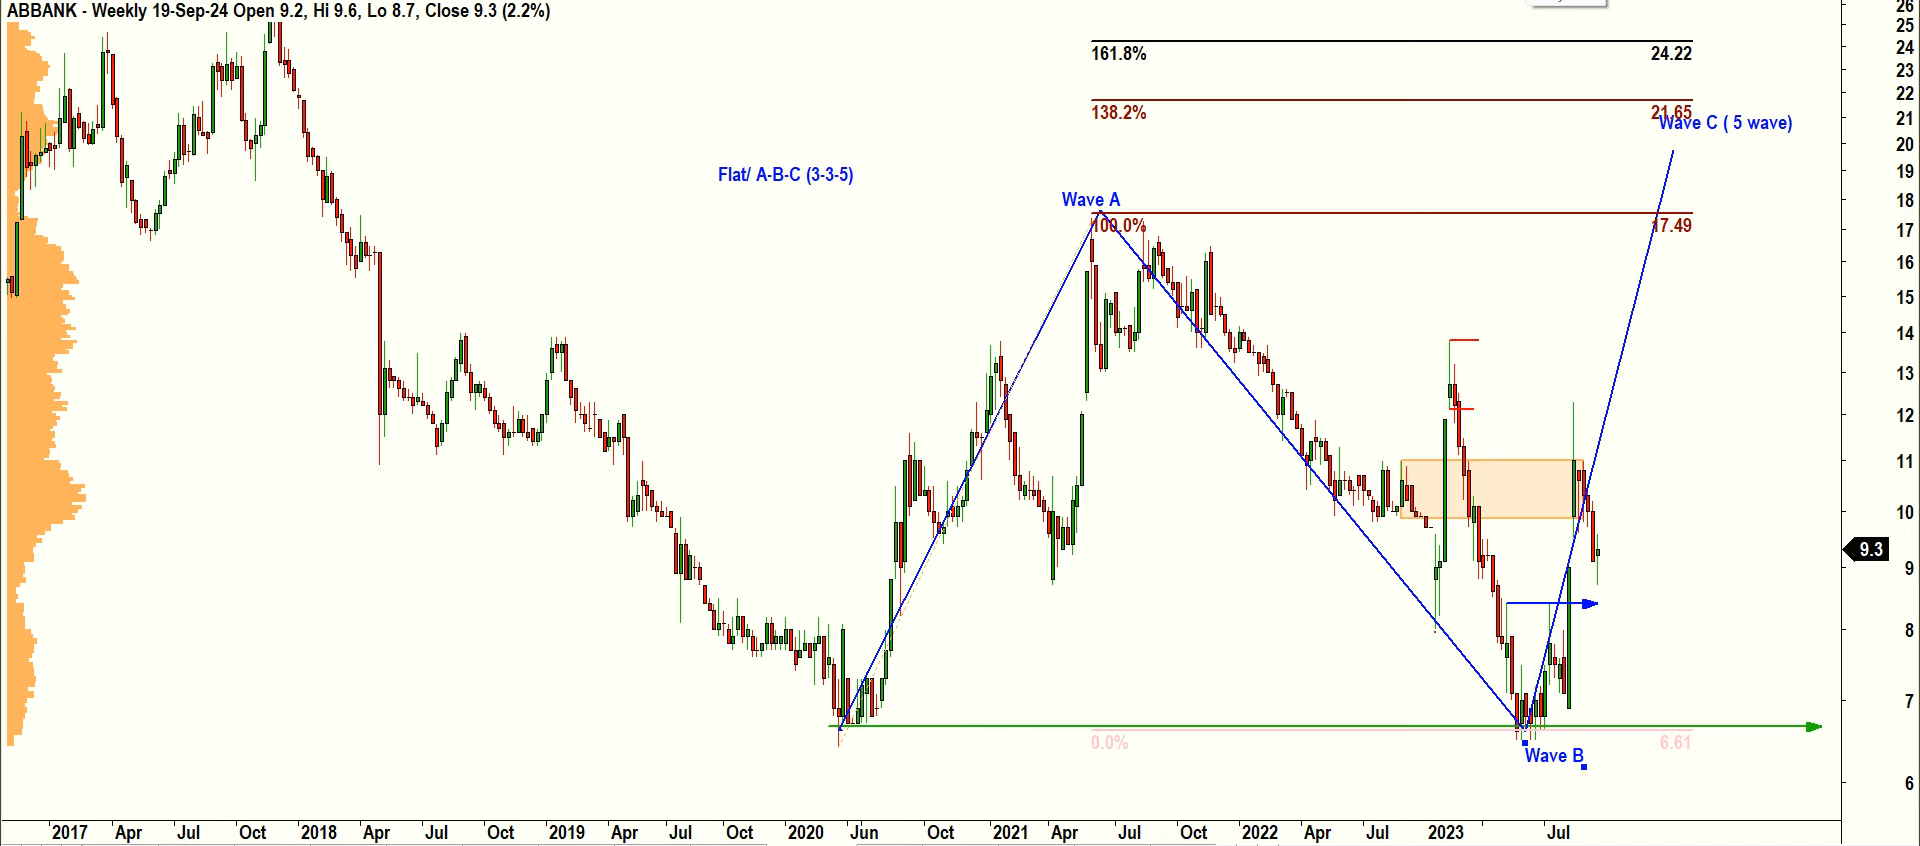 ABBANK - Weekly 19-Sep-24 Open 9.2, Hi 9.6, Lo 8.7, Close 9.3 (2.2%)
26
25
161.8% 24.22 24
23
22
138.2% 21.65 21
Wave C ( 5 wave)
20
Flat/ A-B-C (3-3-5) 19
Wave A 18
100.0% 17.49 17
16
15
14
13
12
11
10
9.3
9
8
7
0.0% 6.61
Wave B
6
2017 Apr Jul Oct 2018 Apr Jul Oct 2019 Apr Jul Oct 2020 Jun Oct 2021 Apr Jul Oct 2022 Apr Jul 2023 Jul